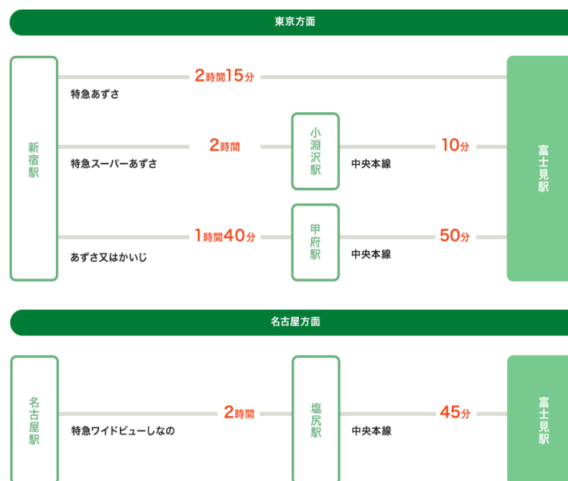 東京方面
新宿駅
2時間15分
特急あずさ
2時間
特急スーパーあずさ
小淵沢駅
10分
中央本線
1時間40分
あずさ又はかいじ
甲府駅
50分
中央本線
富士見駅
名古屋方面
名古屋駅
2時間
特急ワイドビューしなの
塩尻駅
45分
中央本線
富士見駅